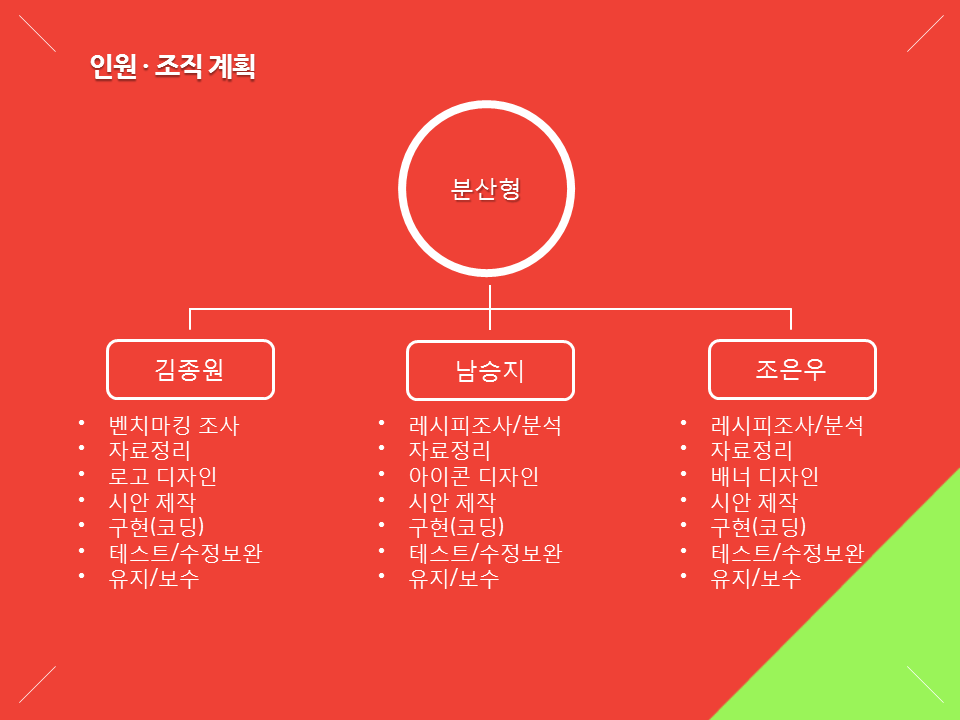 인원 · 조직 계획
분산형
김종원
• 벤치마킹 조사
• 자료정리
• 로고 디자인
• 시안 제작
• 구현(코딩)
• 테스트/수정보완
• 유지/보수
남승지
• 레시피조사/분석
• 자료정리
• 아이콘 디자인
• 시안 제작
• 구현(코딩)
• 테스트/수정보완
• 유지/보수
조은우
• 레시피조사/분석
• 자료정리
• 배너 디자인
• 시안 제작
• 구현(코딩)
• 테스트/수정보완
• 유지/보수